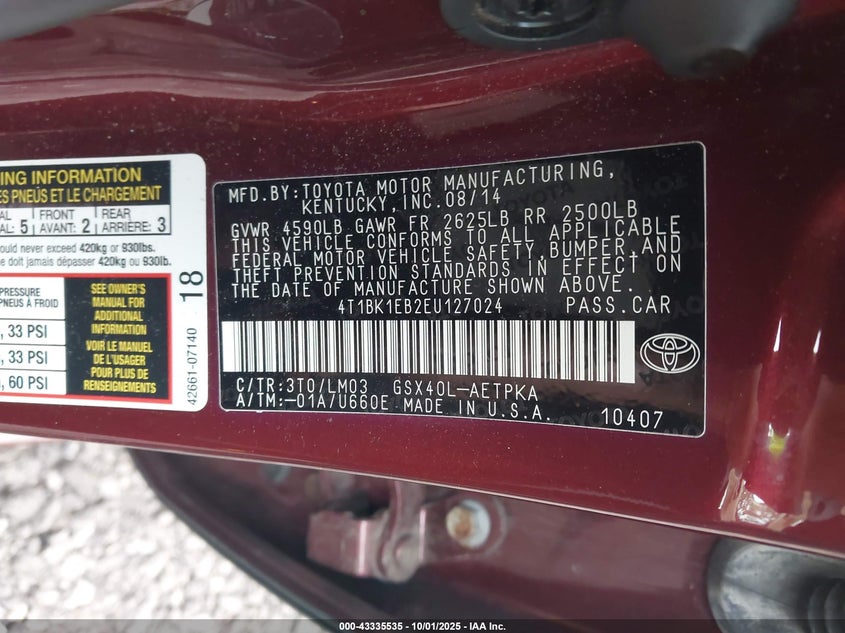 ING INFORMATION
ES PNEUS ET LE CHARGEMENT
AL 5 FRONT AVANT: 2 REAR ARRIÈRE: 3
ould never exceed 420kg or 930lbs.
e doit jamais dépasser 420kg ou 930lb.
PRESSURE
PNEUS À FROID
, 33 PSI
, 33 PSI
, 60 PSI
SEE OWNER'S
MANUAL FOR
ADDITIONAL
INFORMATION
VOIR LE MANUEL
DE L'USAGER
POUR PLUS DE
RENSEIGNEMENTS
42661-07140
18
MFD.BY:TOYOTA MOTOR MANUFACTURING,
KENTUCKY, INC.08/14
GVWR 4590LB GAWR FR 2625LB RR 2500LB
THIS VEHICLE CONFORMS TO ALL APPLICABLE
FEDERAL MOTOR VEHICLE SAFETY,BUMPER,AND
THEFT PREVENTION STANDARDS IN EFFECT ON
THE DATE OF MANUFACTURE SHOWN ABOVE.
4T1BK1EB2EU127024 PASS.CAR
C/TR:3T0/LM03 GSX40L-AETPKA
A/TM:-01A/U660E MADE IN U.S.A. 10407
000-43335535 - 10/01/2025 - IAA Inc.